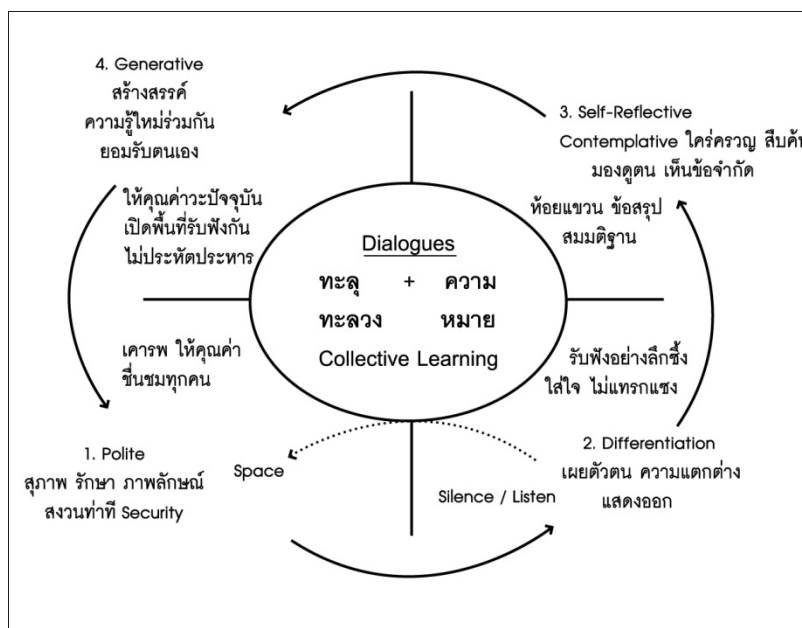 4. Generative
สร้างสรรค์
ความรู้ใหม่ร่วมกัน
ยอมรับตนเอง
3. Self-Reflective
Contemplative ใคร่ครวญ สืบค้น
มองดูตน เห็นข้อจำกัด
ให้คุณค่าวะปัจจุบัน
เปิดพื้นที่รับฟังกัน
ไม่ประหัตประหาร
ห้อยแขวน ข้อสรุป
สมมติฐาน
Dialogues
ทะลุ + ความ
ทะลวง หมาย
Collective Learning
เคารพ ให้คุณค่า
ชื่นชมทุกคน
รับฟังอย่างลึกซึ้ง
ใส่ใจ ไม่แทรกแซง
1. Polite
สุภาพ รักษา ภาพลักษณ์
สงวนท่าที Security
Space
Silence / Listen
2. Differentiation
เผยตัวตน ความแตกต่าง
แสดงออก